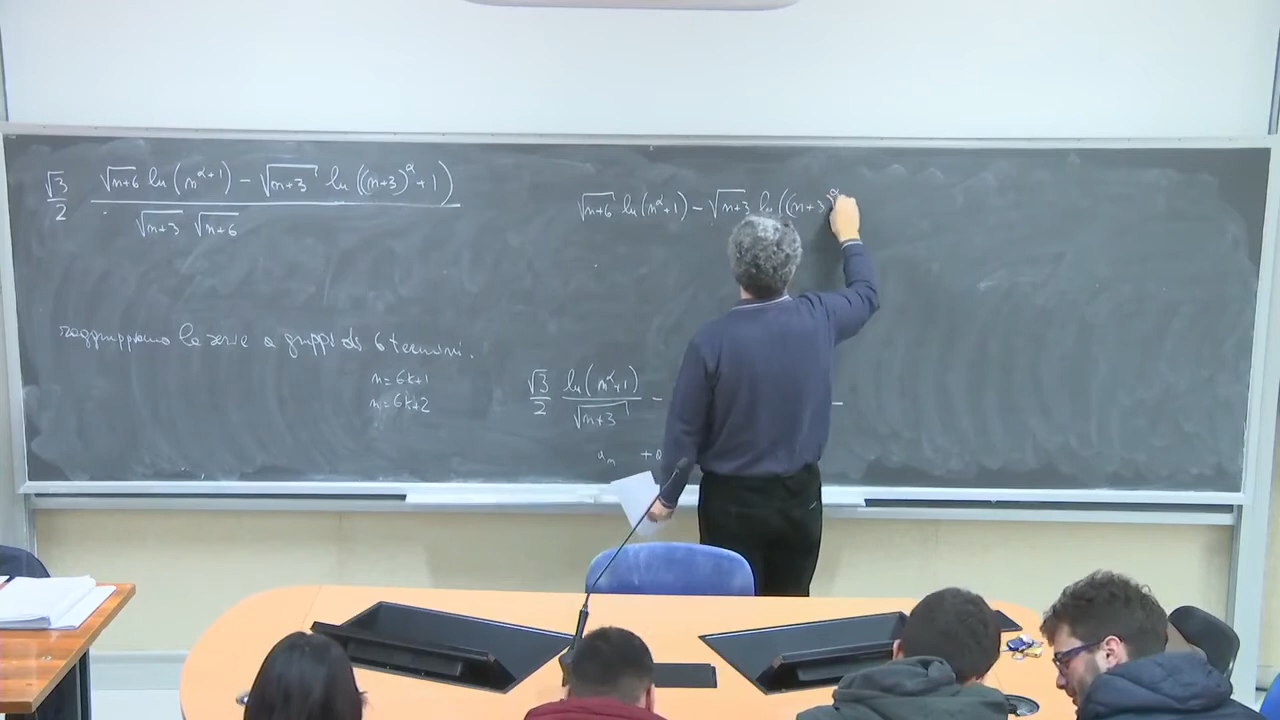 √3/2 (√(n+6) ln(n^α+1) − √(n+3) ln((n+3)^α+1)) / (√(n+3) √(n+6))
√(n+6) ln(n^α+1) − √(n+3) ln((n+3)^α
raggruppiamo la serie a gruppi di 6 termini.
n=6k+1
n=6k+2
√3/2 ln(n^α+1)/√(n+3) −
a_n +